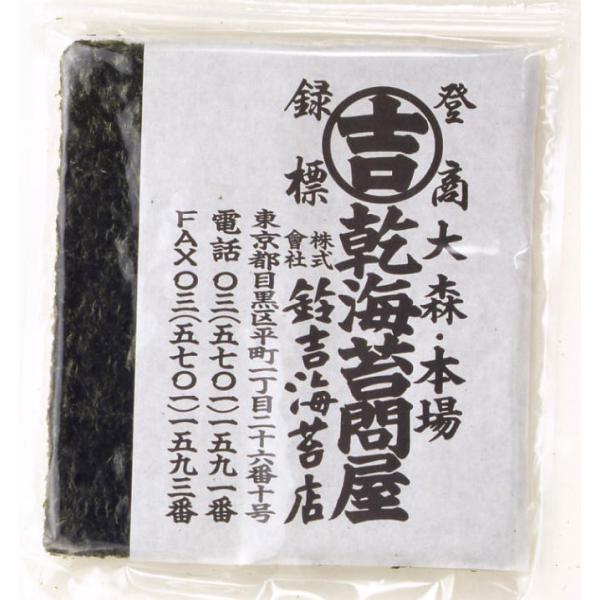 登商
録標
吉
大森・本場
乾海苔問屋
株式
會社
鈴吉海苔店
東京都目黒区平町一丁目二十六番十号
電話〇三(五七〇一)一五九一番
FAX〇三(五七〇一)一五九三番